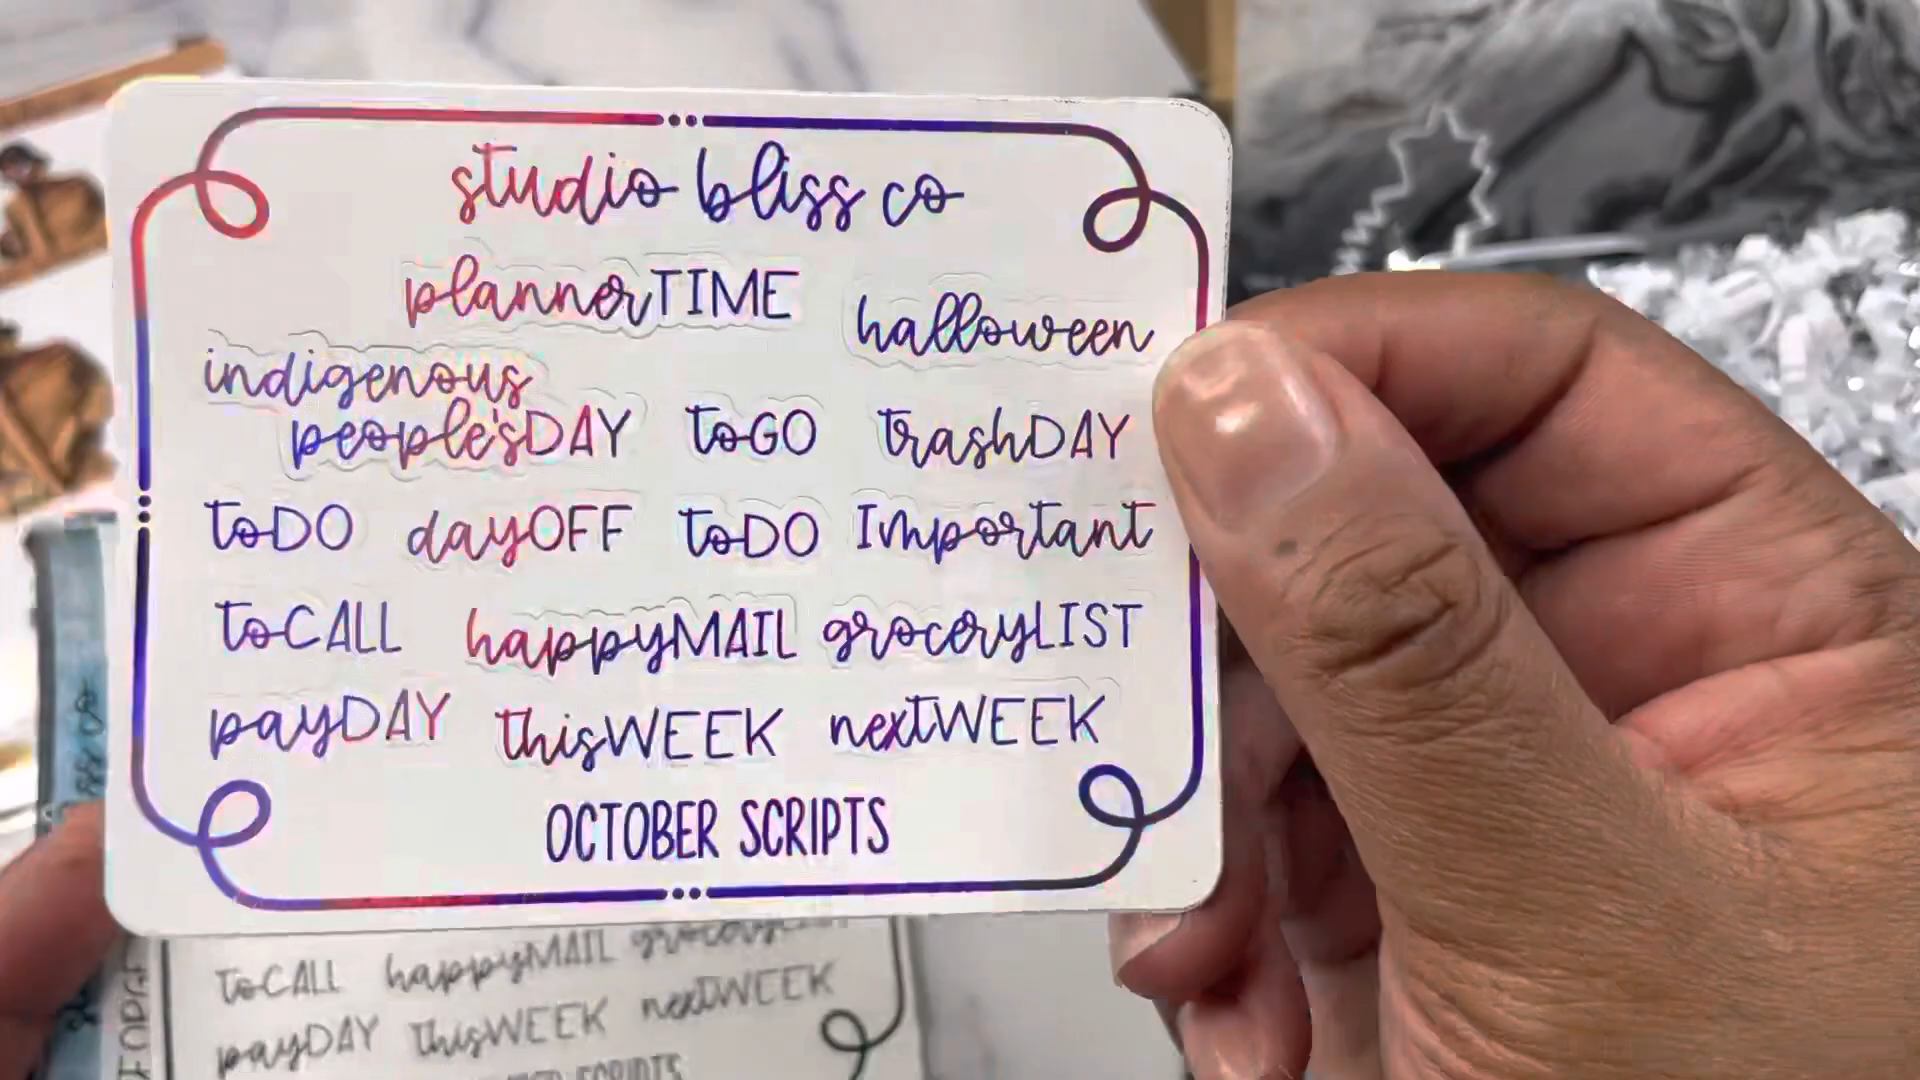 studio bliss co
plannerTIME halloween
indigenous
people'sDAY toGO trashDAY
toDO dayOFF toDO Important
toCALL happyMAIL groceryLIST
payDAY thisWEEK nextWEEK
OCTOBER SCRIPTS
toCALL happyMAIL
payDAY thisWEEK nextWEEK
SCRIPTS